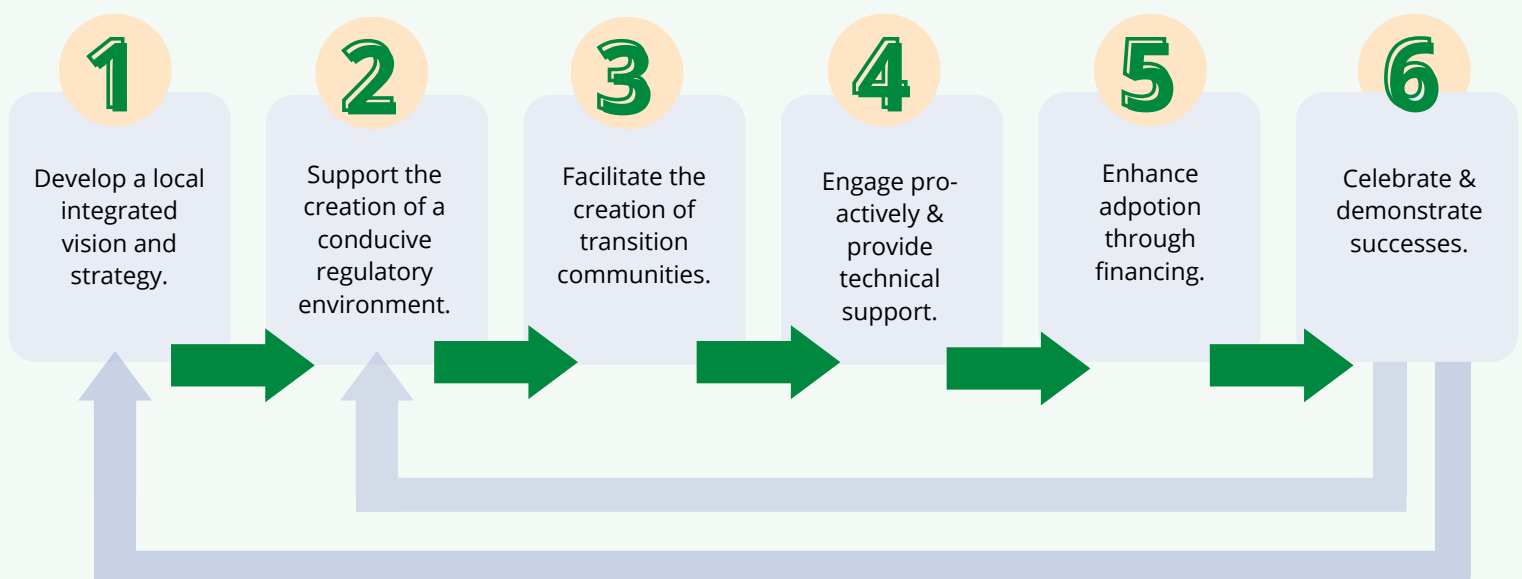 1
Develop a local
integrated
vision and
strategy.
2
Support the
creation of a
conducive
regulatory
environment.
3
Facilitate the
creation of
transition
communities.
4
Engage pro-
actively &
provide
technical
support.
5
Enhance
adpotion
through
financing.
6
Celebrate &
demonstrate
successes.